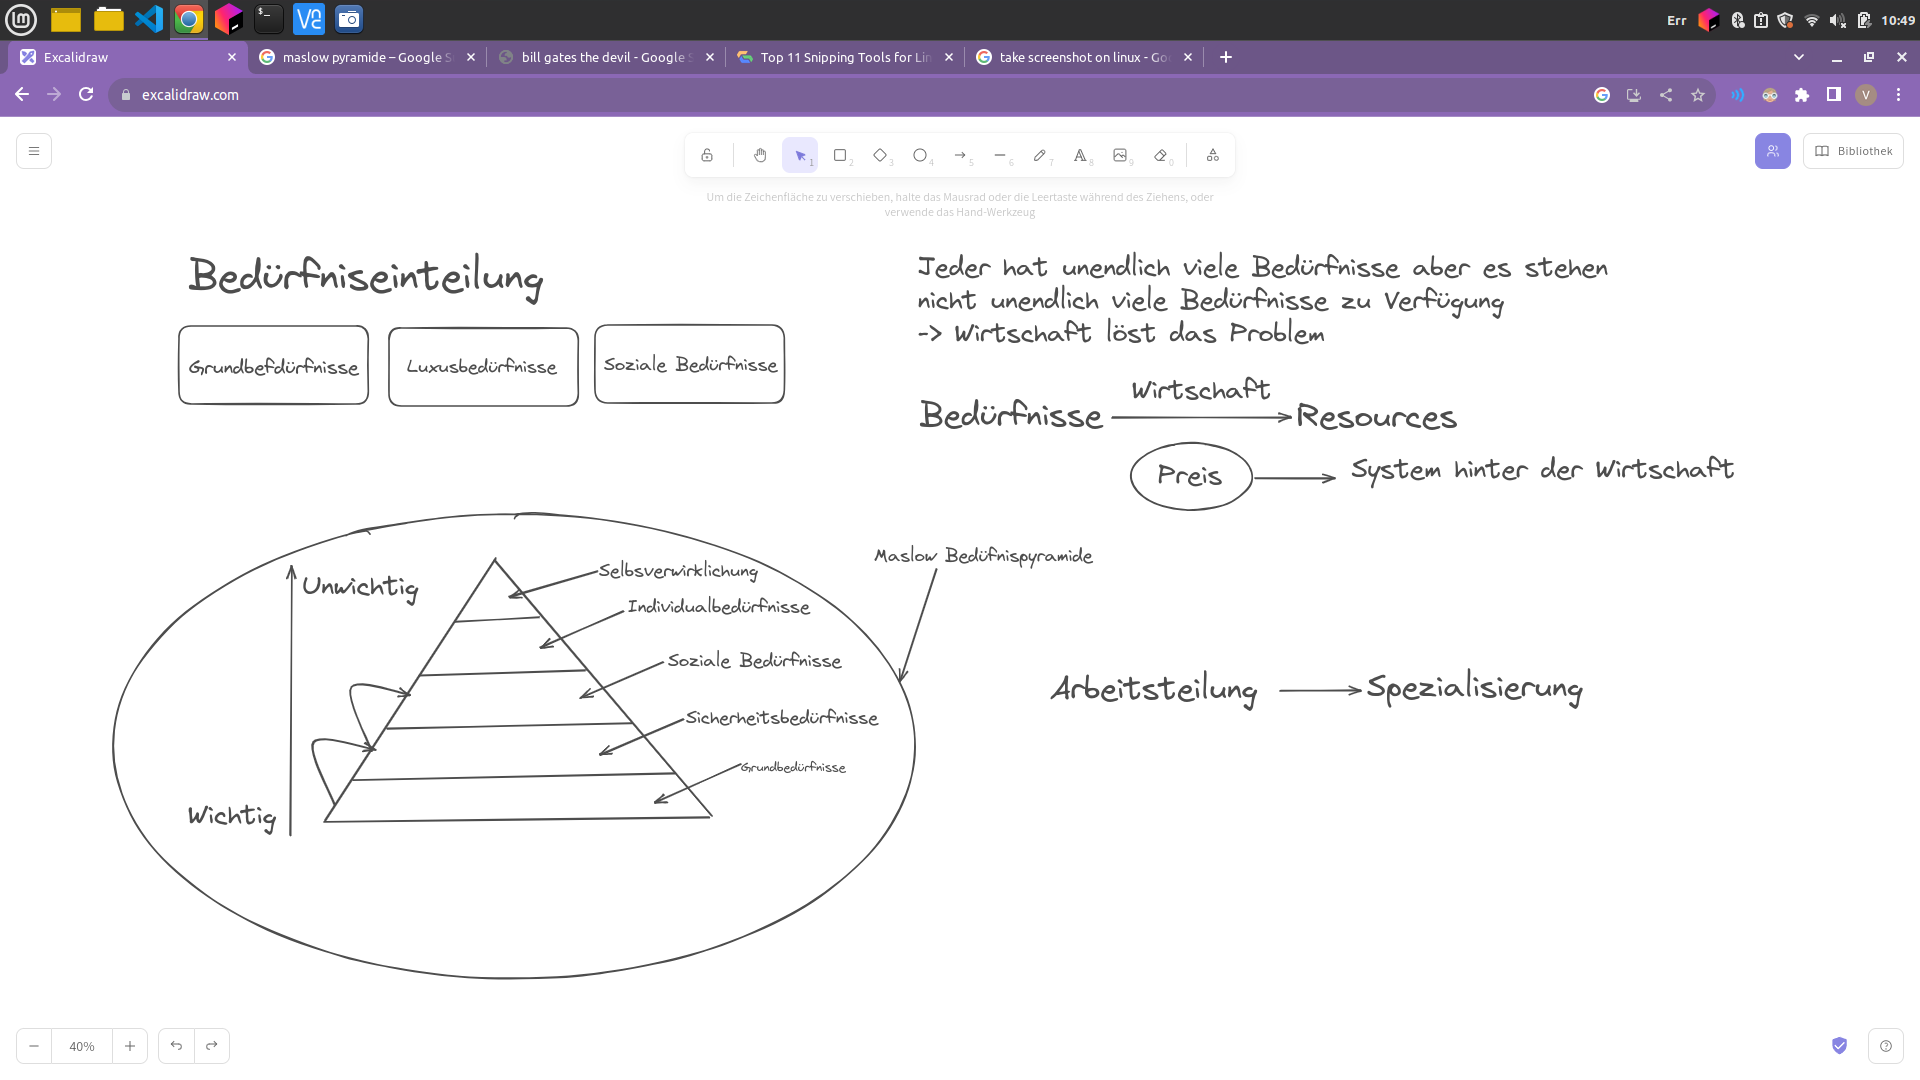 Err
10:49
Excalidraw
maslow pyramide – Google S
bill gates the devil - Google S
Top 11 Snipping Tools for Lin
take screenshot on linux - Go
excalidraw.com
V
1
2
3
4
5
6
7
8
9
0
Bibliothek
Um die Zeichenfläche zu verschieben, halte das Mausrad oder die Leertaste während des Ziehens, oder
verwende das Hand-Werkzeug
Bedürfniseinteilung
Grundbefdürfnisse
Luxusbedürfnisse
Soziale Bedürfnisse
Jeder hat unendlich viele Bedürfnisse aber es stehen
nicht unendlich viele Bedürfnisse zu Verfügung
-> Wirtschaft löst das Problem
Wirtschaft
Bedürfnisse
Resources
Preis
System hinter der Wirtschaft
Maslow Bedüfnispyramide
Unwichtig
Selbsverwirklichung
Individualbedürfnisse
Soziale Bedürfnisse
Sicherheitsbedürfnisse
Grundbedürfnisse
Wichtig
Arbeitsteilung
Spezialisierung
40%